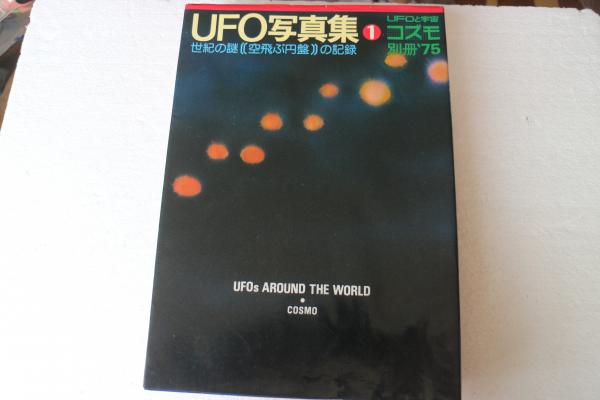 UFO写真集 1
世紀の謎《空飛ぶ円盤》の記録
UFOと宇宙
コズモ
別冊'75
UFOs AROUND THE WORLD
•
COSMO